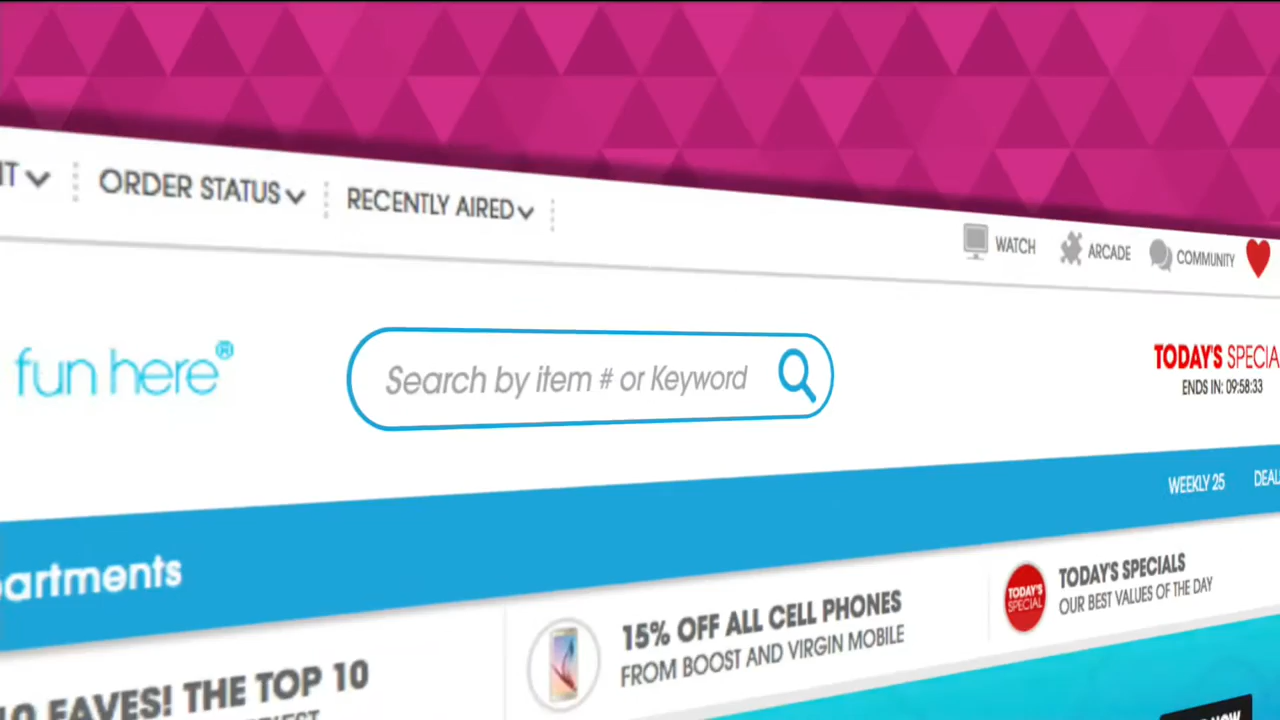 ORDER STATUS
RECENTLY AIRED
WATCH
ARCADE
COMMUNITY
fun here®
Search by item # or Keyword
TODAY'S SPECIA
ENDS IN: 09:58:33
WEEKLY 25
DEAL
artments
15% OFF ALL CELL PHONES
FROM BOOST AND VIRGIN MOBILE
TODAY'S
SPECIAL
TODAY'S SPECIALS
OUR BEST VALUES OF THE DAY
FAVES! THE TOP 10